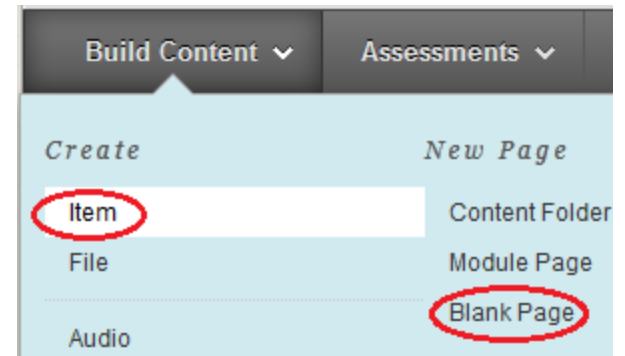 Build Content Assessments
Create New Page
Item Content Folder
File Module Page
Blank Page
Audio